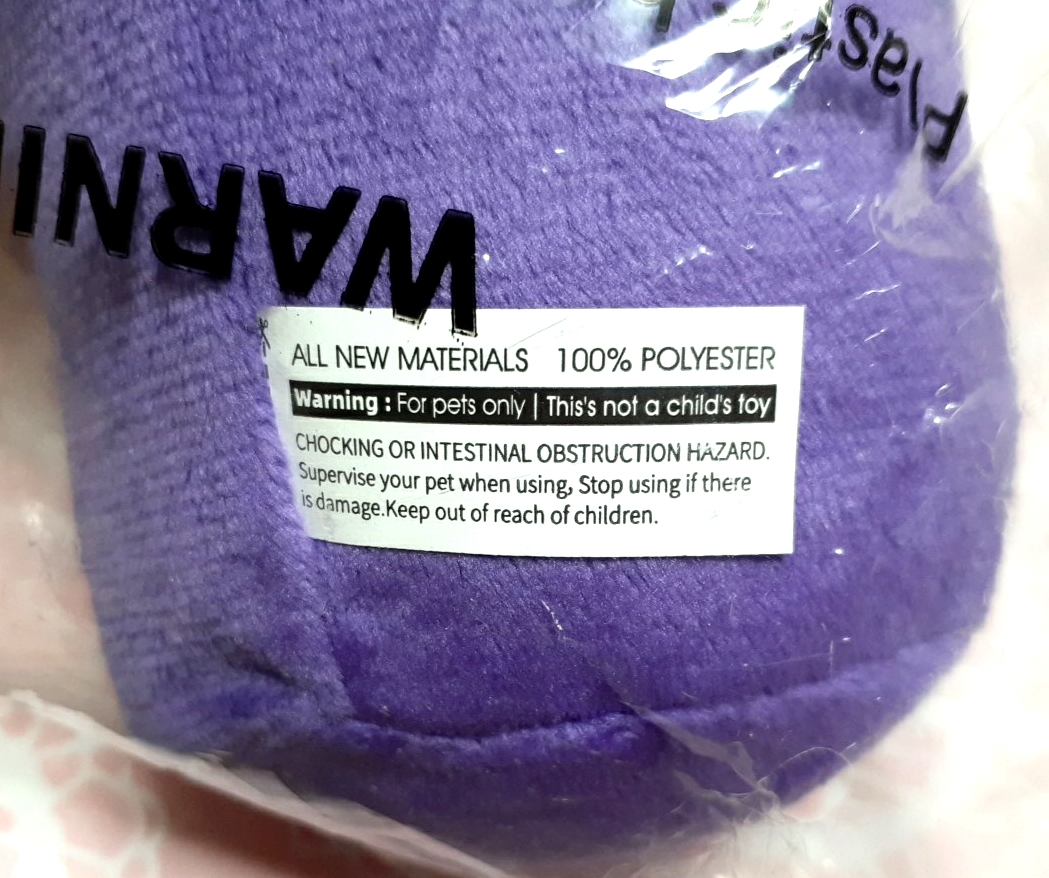 Plastic
WARNI
ALL NEW MATERIALS 100% POLYESTER
Warning : For pets only | This's not a child's toy
CHOCKING OR INTESTINAL OBSTRUCTION HAZARD.
Supervise your pet when using, Stop using if there
is damage.Keep out of reach of children.